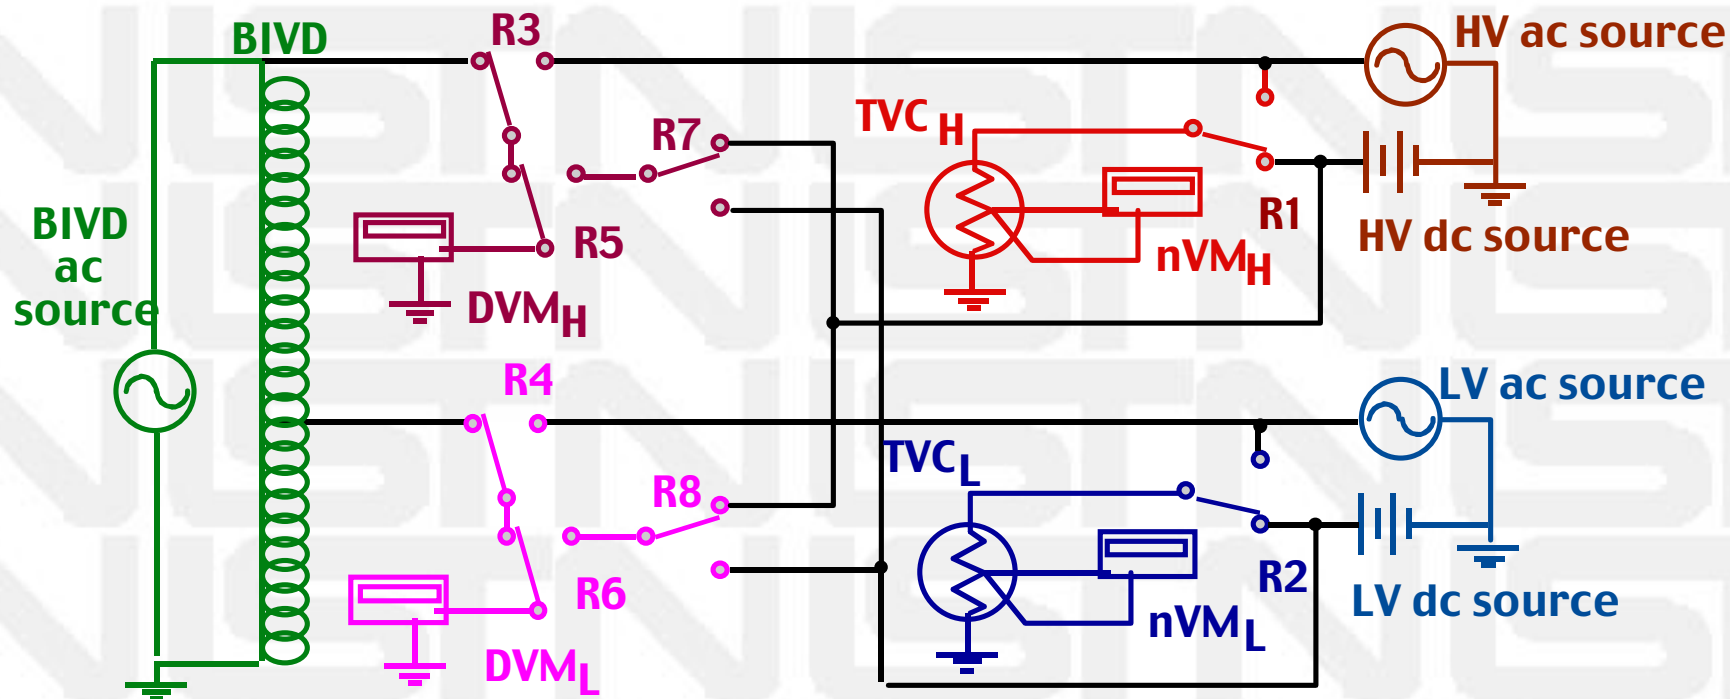 BIVD
R3
HV ac source
TVC H
R7
R1
BIVD
ac
source
R5
HV dc source
nVMH
DVMH
R4
LV ac source
TVCL
R8
R2
R6
LV dc source
nVML
DVML
NIST